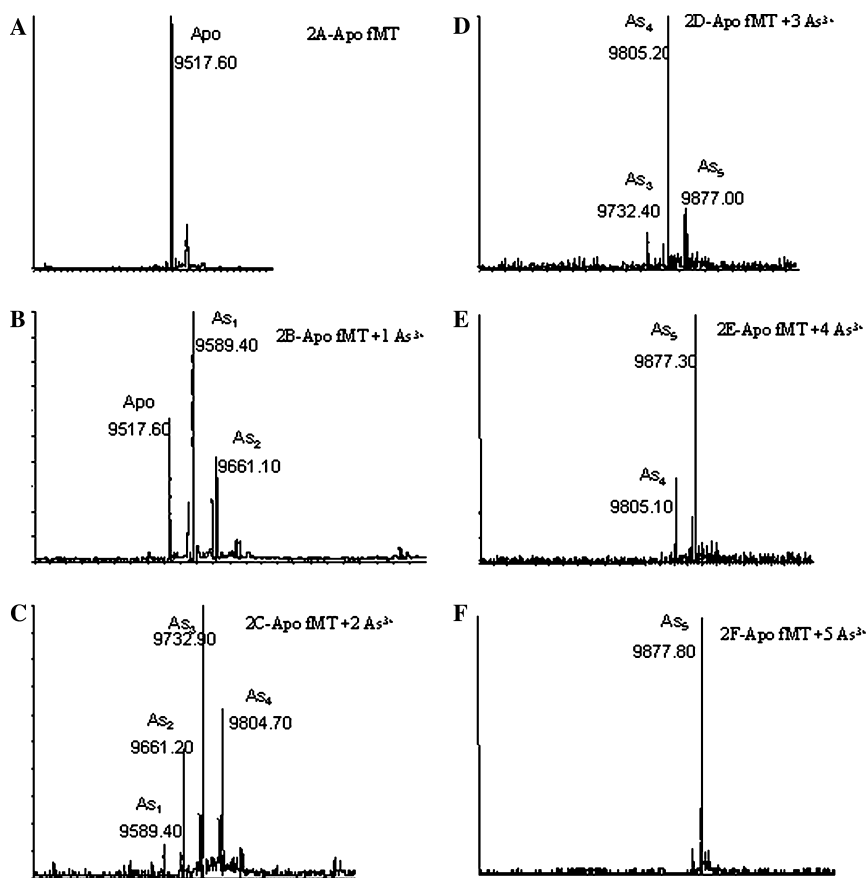 A
2A-Apo fMT
Apo
9517.60
B
2B-Apo fMT +1 As³⁺
As₁
9589.40
Apo
9517.60
As₂
9661.10
C
2C-Apo fMT +2 As³⁺
As₃
9732.90
As₄
9804.70
As₂
9661.20
As₁
9589.40
D
2D-Apo fMT +3 As³⁺
As₄
9805.20
As₃
9732.40
As₅
9877.00
E
2E-Apo fMT +4 As³⁺
As₅
9877.30
As₄
9805.10
F
2F-Apo fMT +5 As³⁺
As₅
9877.80